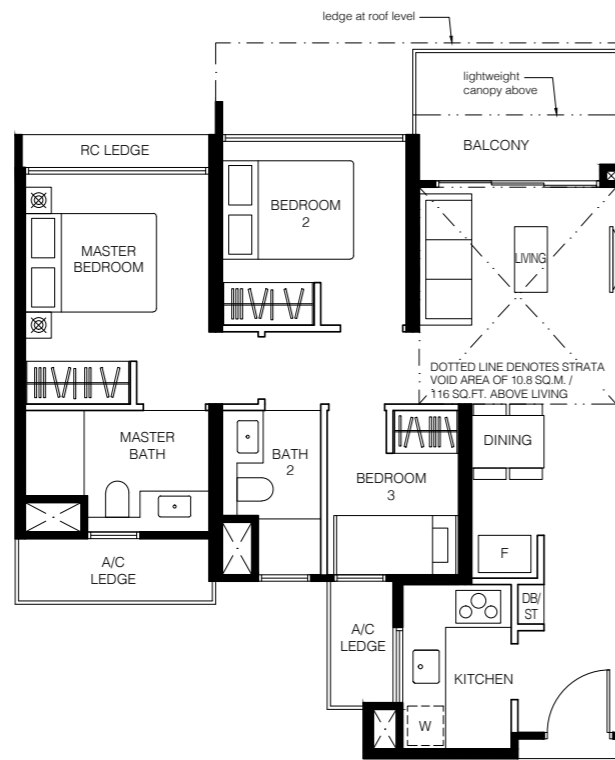 ledge at roof level
lightweight
canopy above
RC LEDGE
BALCONY
BEDROOM
2
MASTER
BEDROOM
LIVING
DOTTED LINE DENOTES STRATA
VOID AREA OF 10.8 SQ.M. /
116 SQ.FT. ABOVE LIVING
MASTER
BATH
BATH
2
DINING
BEDROOM
3
F
A/C
LEDGE
DB/
ST
A/C
LEDGE
KITCHEN
W